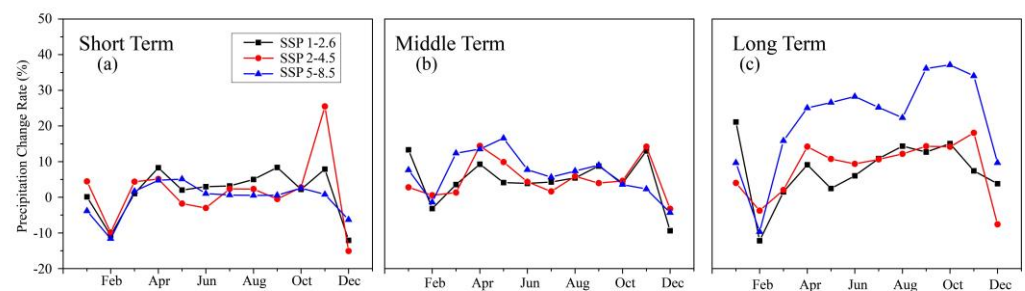 Precipitation Change Rate (%)
50
40
30
20
10
0
-10
-20
Short Term
(a)
SSP 1-2.6
SSP 2-4.5
SSP 5-8.5
Feb Apr Jun Aug Oct Dec
Middle Term
(b)
Feb Apr Jun Aug Oct Dec
Long Term
(c)
Feb Apr Jun Aug Oct Dec